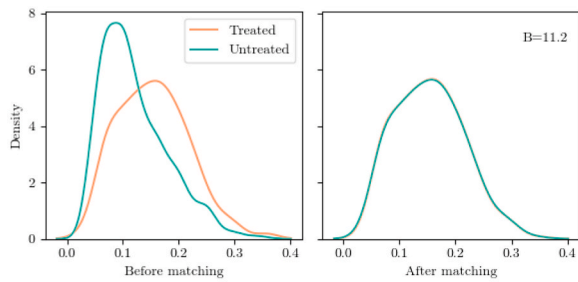 8
6
4
2
0
Density
Treated
Untreated
0.0 0.1 0.2 0.3 0.4
Before matching
B=11.2
0.0 0.1 0.2 0.3 0.4
After matching